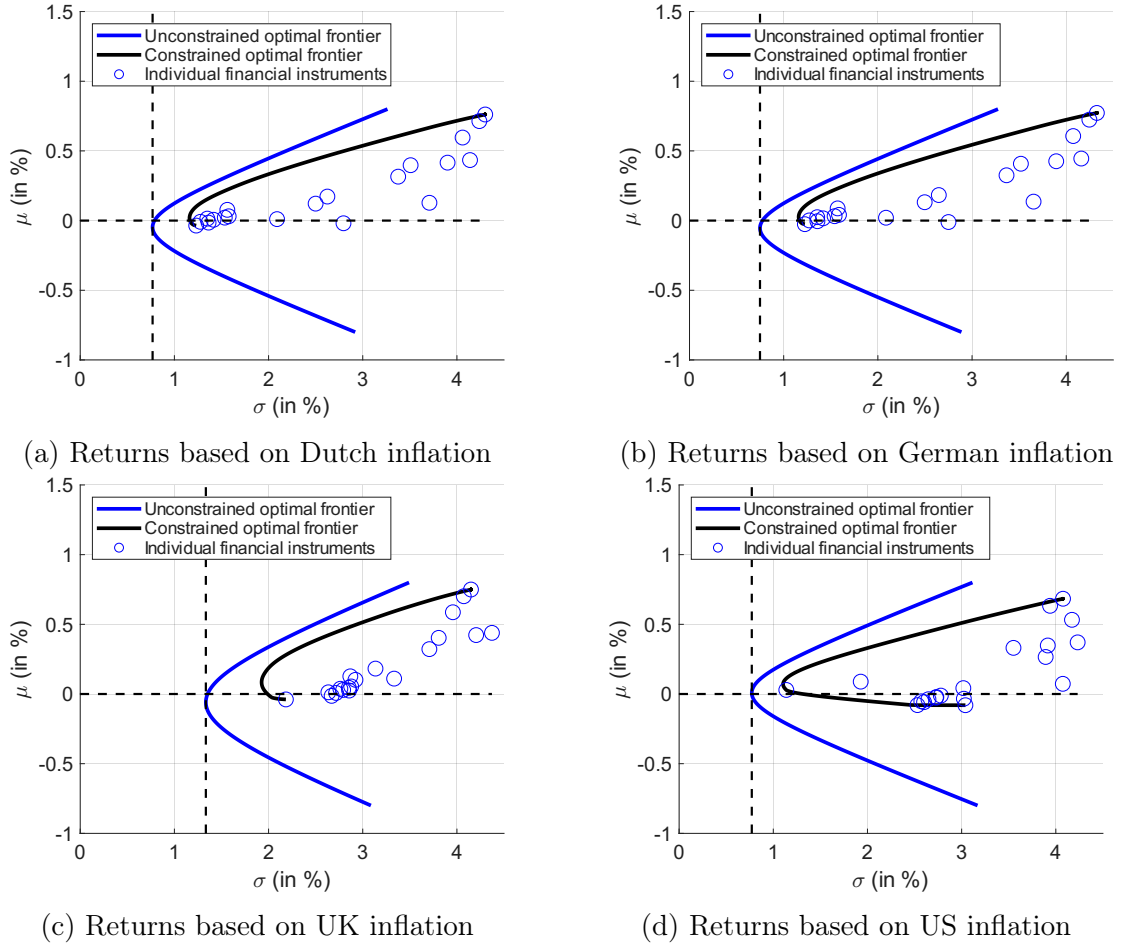 1.5
Unconstrained optimal frontier
Constrained optimal frontier
Individual financial instruments
1
0.5
0
-0.5
-1
μ (in %)
0 1 2 3 4
σ (in %)
(a) Returns based on Dutch inflation
1.5
Unconstrained optimal frontier
Constrained optimal frontier
Individual financial instruments
1
0.5
0
-0.5
-1
μ (in %)
0 1 2 3 4
σ (in %)
(b) Returns based on German inflation
1.5
Unconstrained optimal frontier
Constrained optimal frontier
Individual financial instruments
1
0.5
0
-0.5
-1
μ (in %)
0 1 2 3 4
σ (in %)
(c) Returns based on UK inflation
1.5
Unconstrained optimal frontier
Constrained optimal frontier
Individual financial instruments
1
0.5
0
-0.5
-1
μ (in %)
0 1 2 3 4
σ (in %)
(d) Returns based on US inflation